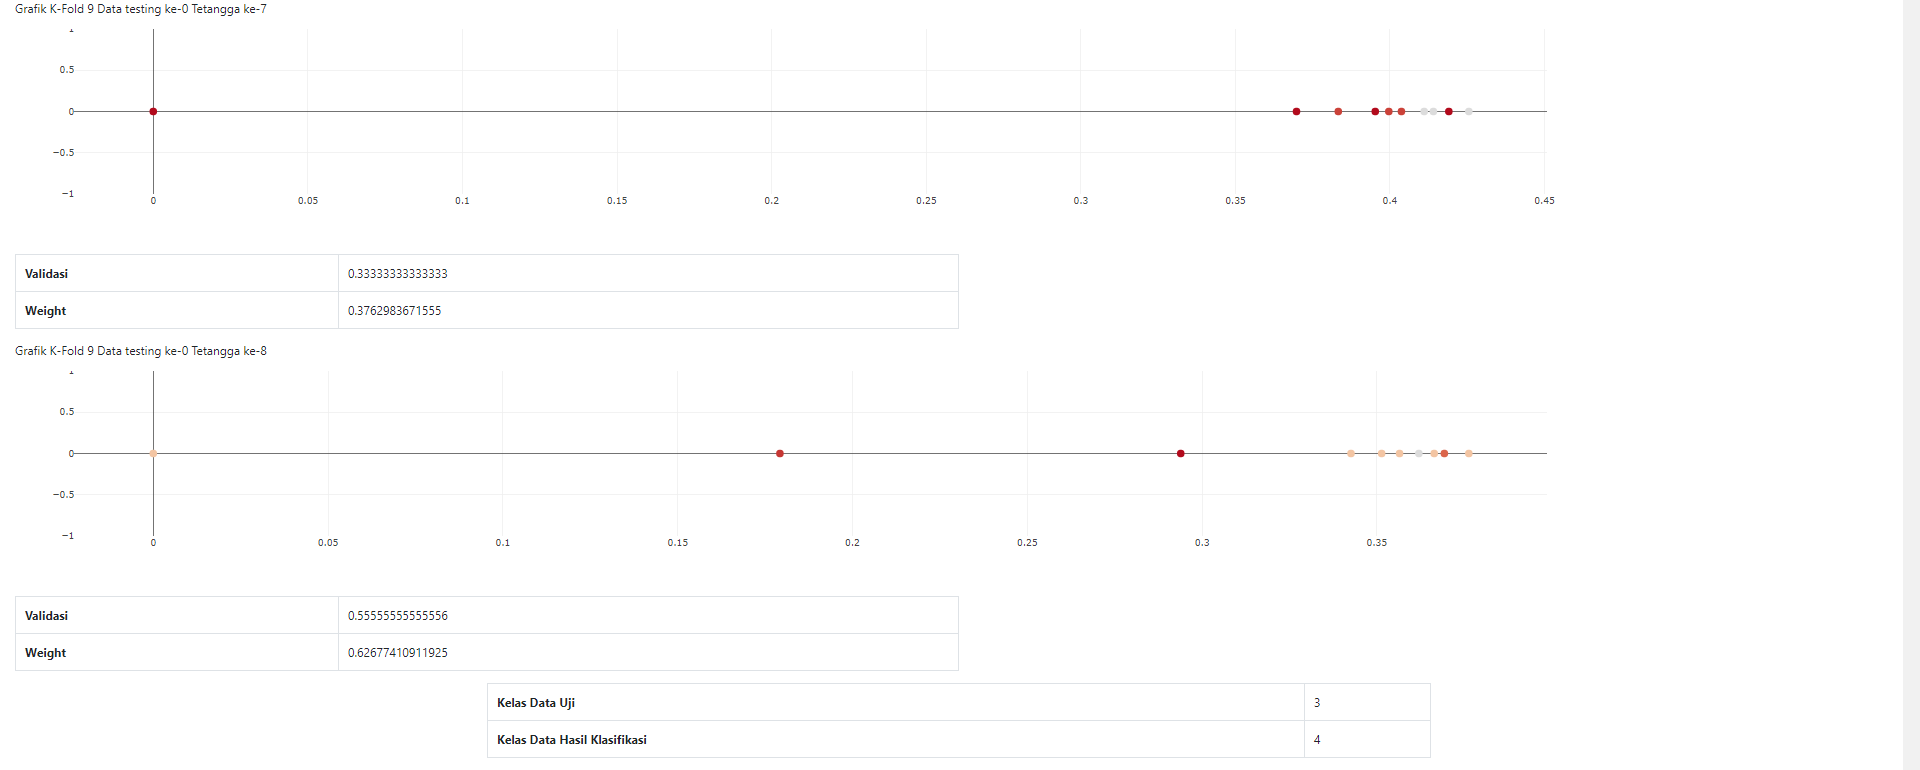 Grafik K-Fold 9 Data testing ke-0 Tetangga ke-7
1
0.5
0
−0.5
−1
0 0.05 0.1 0.15 0.2 0.25 0.3 0.35 0.4 0.45
Validasi 0.33333333333333
Weight 0.3762983671555
Grafik K-Fold 9 Data testing ke-0 Tetangga ke-8
1
0.5
0
−0.5
−1
0 0.05 0.1 0.15 0.2 0.25 0.3 0.35
Validasi 0.55555555555556
Weight 0.62677410911925
Kelas Data Uji 3
Kelas Data Hasil Klasifikasi 4